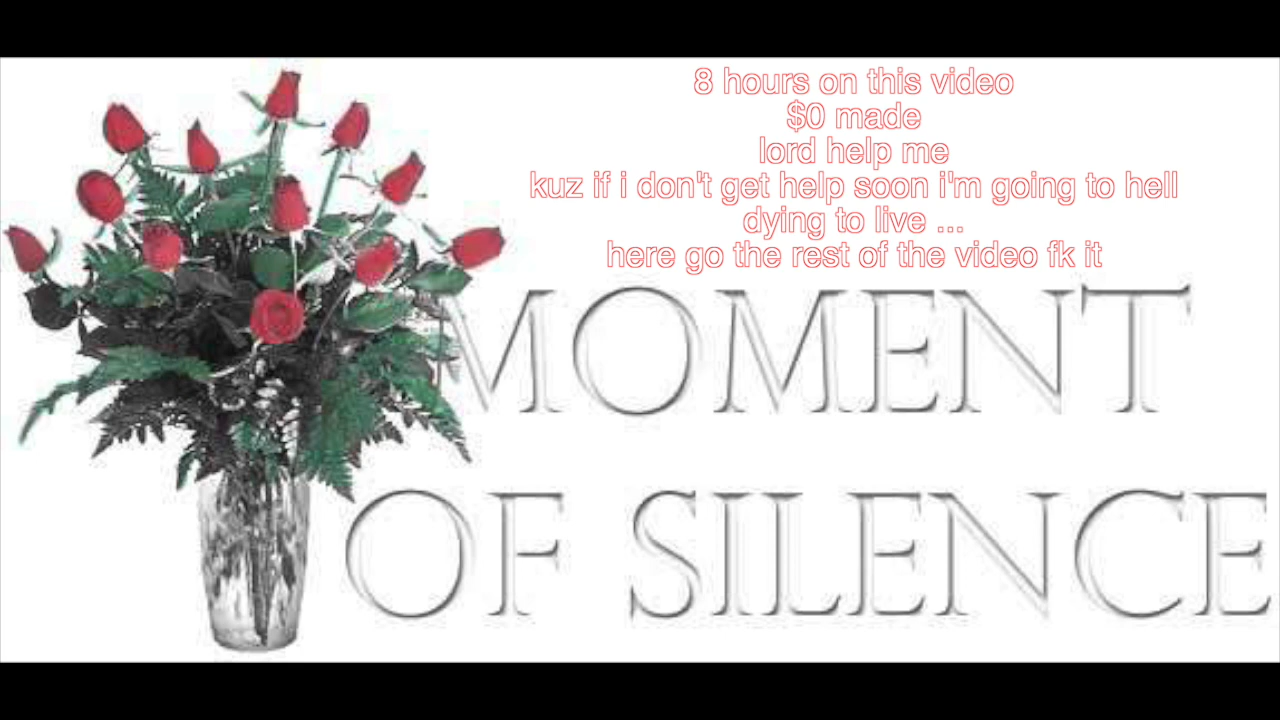 8 hours on this video
$0 made
lord help me
kuz if i don't get help soon i'm going to hell
dying to live ...
here go the rest of the video fk it
MOMENT
OF SILENCE